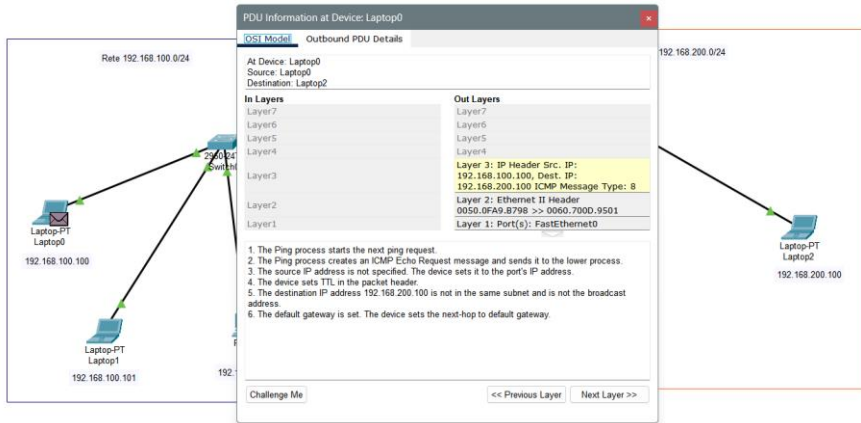 PDU Information at Device: Laptop0
OSI Model Outbound PDU Details
At Device: Laptop0
Source: Laptop0
Destination: Laptop2
In Layers
Layer7
Layer6
Layer5
Layer4
Layer3
Layer2
Layer1
Out Layers
Layer7
Layer6
Layer5
Layer4
Layer 3: IP Header Src. IP:
192.168.100.100, Dest. IP:
192.168.200.100 ICMP Message Type: 8
Layer 2: Ethernet II Header
0050.0FA9.B798 >> 0060.700D.9501
Layer 1: Port(s): FastEthernet0
1. The Ping process starts the next ping request.
2. The Ping process creates an ICMP Echo Request message and sends it to the lower process.
3. The source IP address is not specified. The device sets it to the port's IP address.
4. The device sets TTL in the packet header.
5. The destination IP address 192.168.200.100 is not in the same subnet and is not the broadcast
address.
6. The default gateway is set. The device sets the next-hop to default gateway.
Challenge Me
<< Previous Layer Next Layer >>
Rete 192.168.100.0/24
Laptop-PT
Laptop0
192.168.100.100
Laptop-PT
Laptop1
192.168.100.101
192.168.200.0/24
Laptop-PT
Laptop2
192.168.200.100